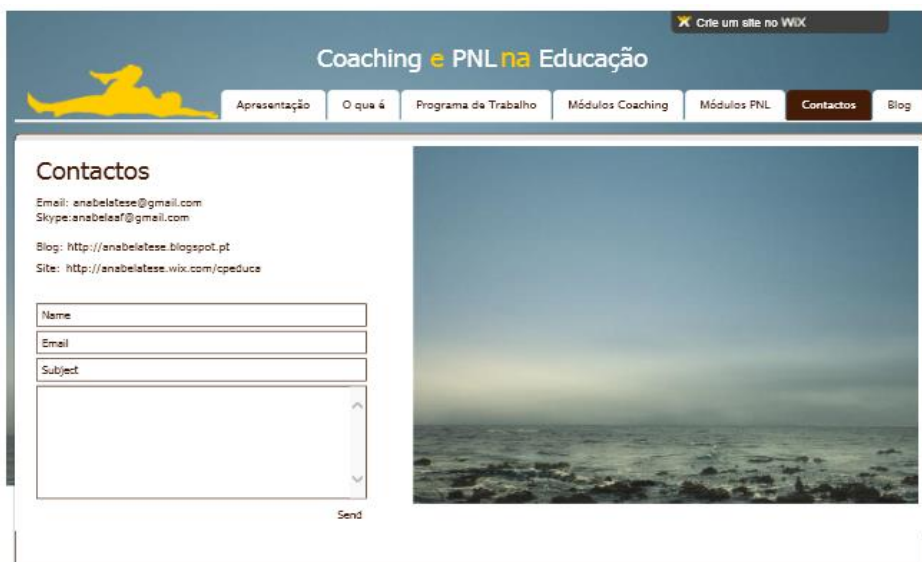 Crie um site no WiX
Coaching e PNL na Educação
Apresentação
O que é
Programa de Trabalho
Módulos Coaching
Módulos PNL
Contactos
Blog
Contactos
Email: anabelatese@gmail.com
Skype:anabelaaf@gmail.com
Blog: http://anabelatese.blogspot.pt
Site: http://anabelatese.wix.com/cpeduca
Name
Email
Subject
Send